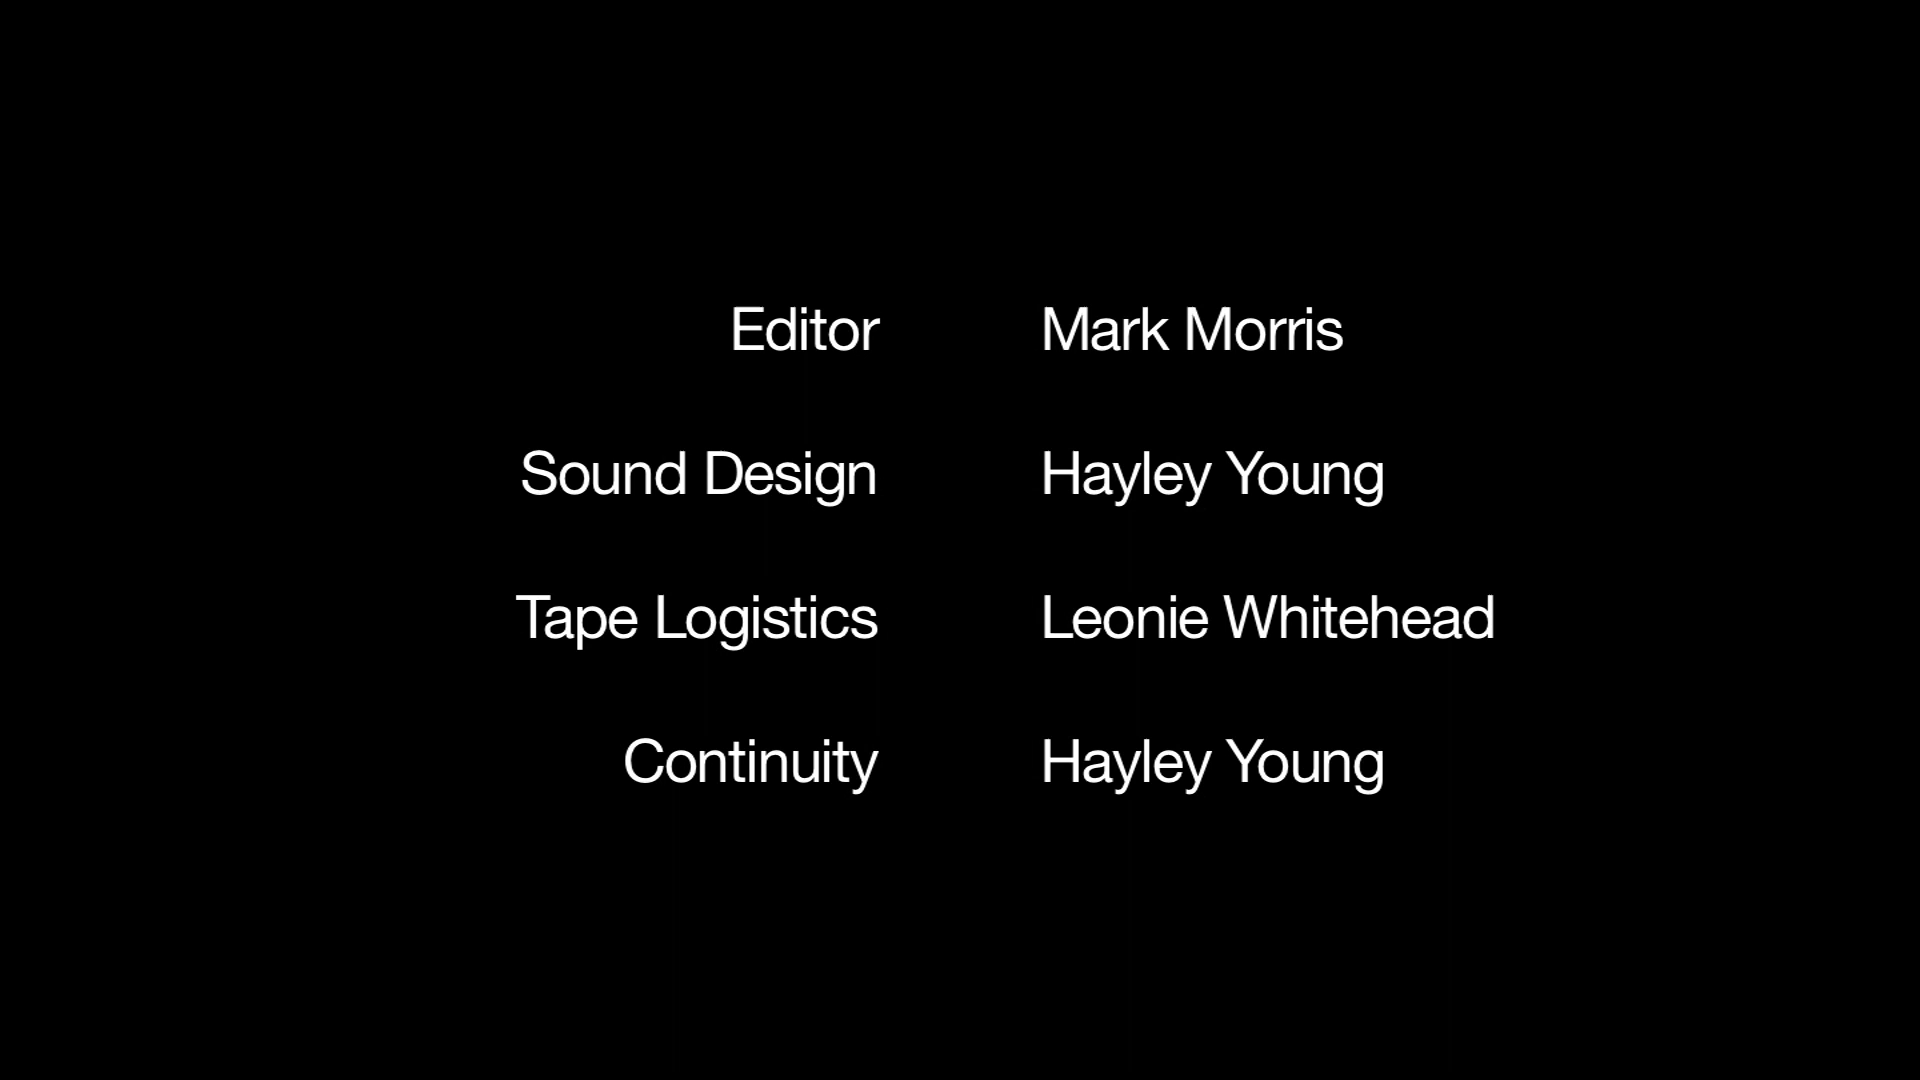 Editor Mark Morris
Sound Design Hayley Young
Tape Logistics Leonie Whitehead
Continuity Hayley Young